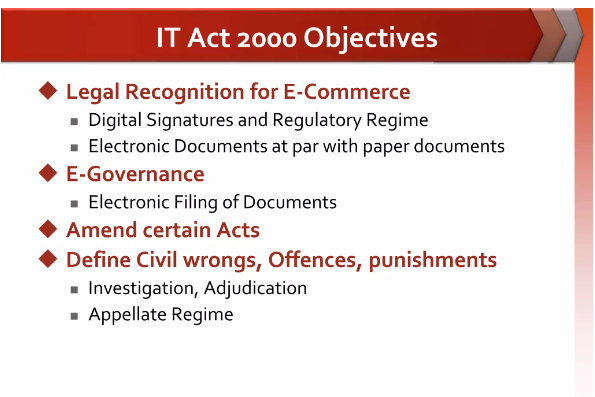 IT Act 2000 Objectives
Legal Recognition for E-Commerce
Digital Signatures and Regulatory Regime
Electronic Documents at par with paper documents
E-Governance
Electronic Filing of Documents
Amend certain Acts
Define Civil wrongs, Offences, punishments
Investigation, Adjudication
Appellate Regime